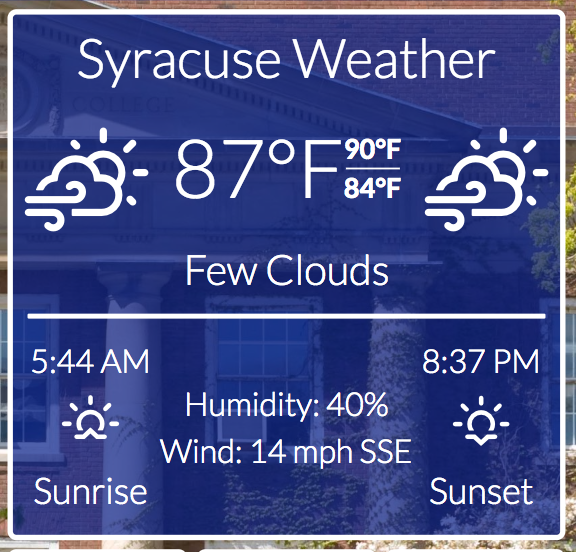 Syracuse Weather
COLLEGE
87°F
90°F
84°F
Few Clouds
5:44 AM
8:37 PM
Humidity: 40%
Wind: 14 mph SSE
Sunrise
Sunset